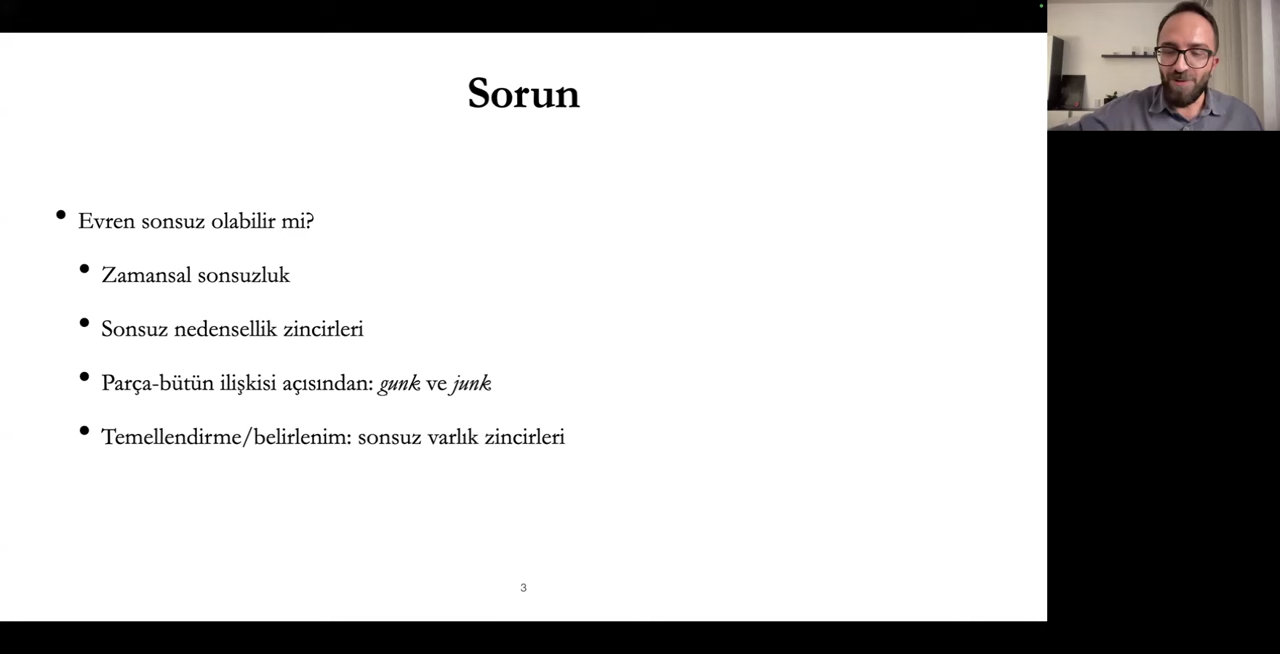 Sorun
• Evren sonsuz olabilir mi?
• Zamansal sonsuzluk
• Sonsuz nedensellik zincirleri
• Parça-bütün ilişkisi açısından: gunk ve junk
• Temellendirme/belirlenim: sonsuz varlık zincirleri
3